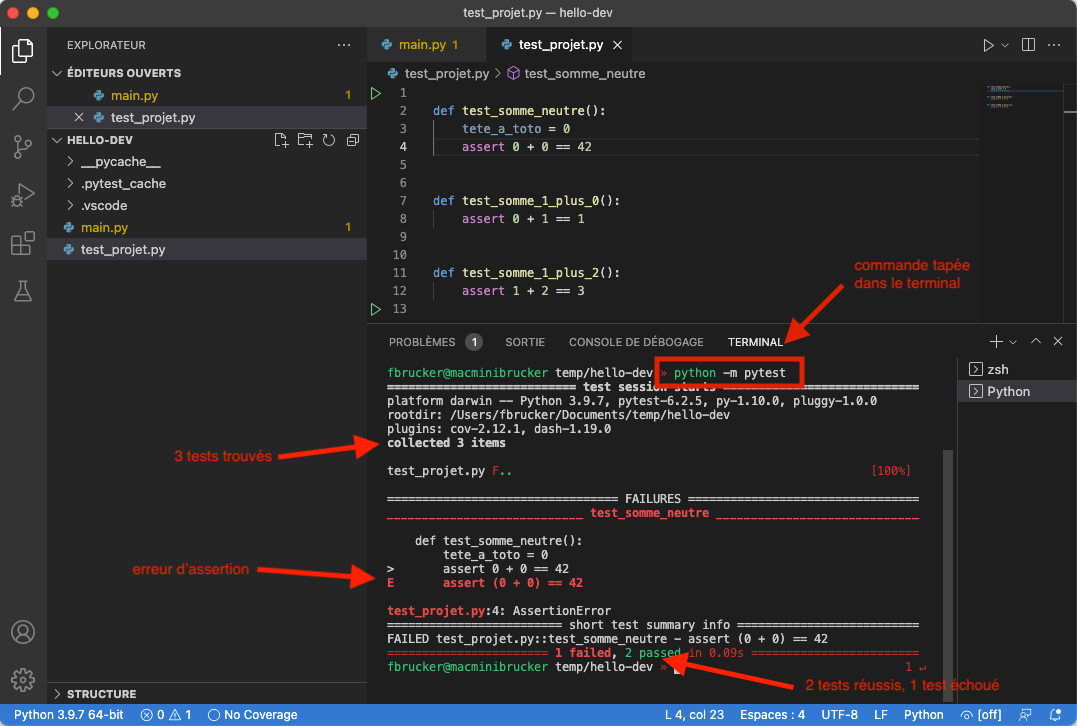 test_projet.py — hello-dev
EXPLORATEUR
ÉDITEURS OUVERTS
main.py 1
test_projet.py
HELLO-DEV
__pycache__
.pytest_cache
.vscode
main.py 1
test_projet.py
STRUCTURE
main.py 1
test_projet.py
test_projet.py > test_somme_neutre
1
2 def test_somme_neutre():
3 tete_a_toto = 0
4 assert 0 + 0 == 42
5
6
7 def test_somme_1_plus_0():
8 assert 0 + 1 == 1
9
10
11 def test_somme_1_plus_2():
12 assert 1 + 2 == 3
13
commande tapée
dans le terminal
PROBLÈMES 1 SORTIE CONSOLE DE DÉBOGAGE TERMINAL
zsh
Python
fbrucker@macminibrucker temp/hello-dev » python -m pytest
=========================== test session starts ============================
platform darwin -- Python 3.9.7, pytest-6.2.5, py-1.10.0, pluggy-1.0.0
rootdir: /Users/fbrucker/Documents/temp/hello-dev
plugins: cov-2.12.1, dash-1.19.0
collected 3 items
3 tests trouvés
test_projet.py F.. [100%]
================================= FAILURES =================================
____________________________ test_somme_neutre _____________________________
def test_somme_neutre():
tete_a_toto = 0
> assert 0 + 0 == 42
E assert (0 + 0) == 42
erreur d'assertion
test_projet.py:4: AssertionError
========================= short test summary info ==========================
FAILED test_projet.py::test_somme_neutre - assert (0 + 0) == 42
======================= 1 failed, 2 passed in 0.09s ========================
fbrucker@macminibrucker temp/hello-dev » 1 ↵
2 tests réussis, 1 test échoué
Python 3.9.7 64-bit 0 1 No Coverage L 4, col 23 Espaces : 4 UTF-8 LF Python [off]